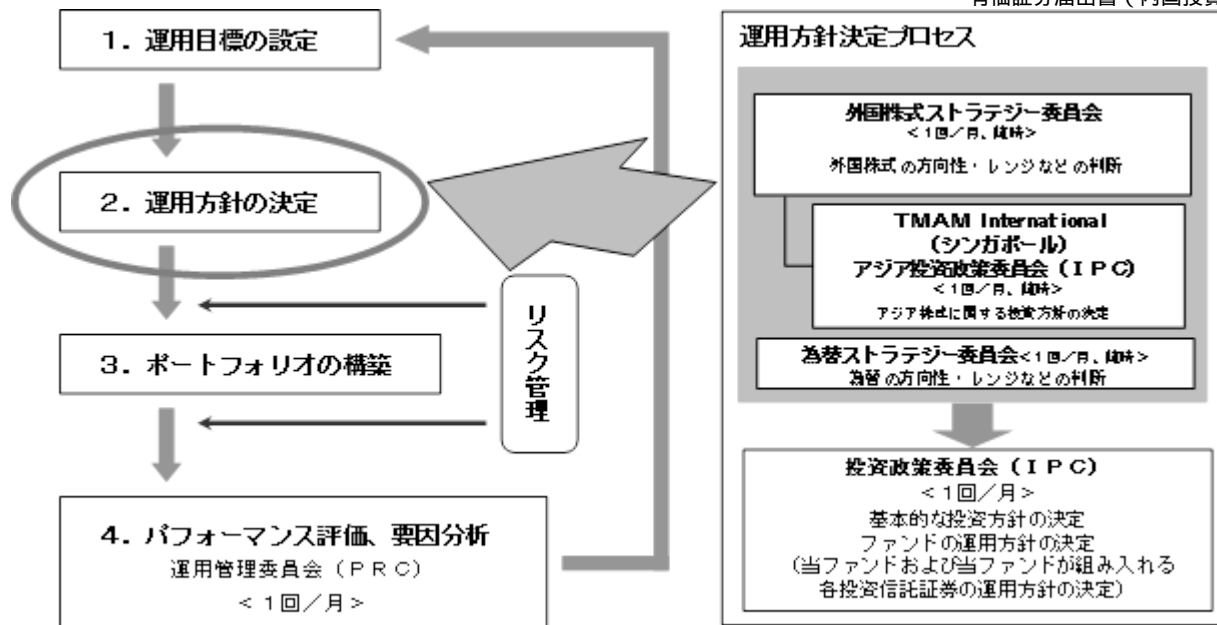 1. 運用目標の設定
2. 運用方針の決定
3. ポートフォリオの構築
4. パフォーマンス評価、要因分析
運用管理委員会（ＰＲＣ）
＜１回／月＞
リスク管理
運用方針決定プロセス
外国株式ストラテジー委員会
＜１回／月、随時＞
外国株式の方向性・レンジなどの判断
TMAM International
（シンガポール）
アジア投資政策委員会（ＩＰＣ）
＜１回／月、随時＞
アジア株式に関する投資方針の決定
為替ストラテジー委員会＜１回／月、随時＞
為替の方向性・レンジなどの判断
投資政策委員会（ＩＰＣ）
＜１回／月＞
基本的な投資方針の決定
ファンドの運用方針の決定
（当ファンドおよび当ファンドが組み入れる
各投資信託証券の運用方針の決定）